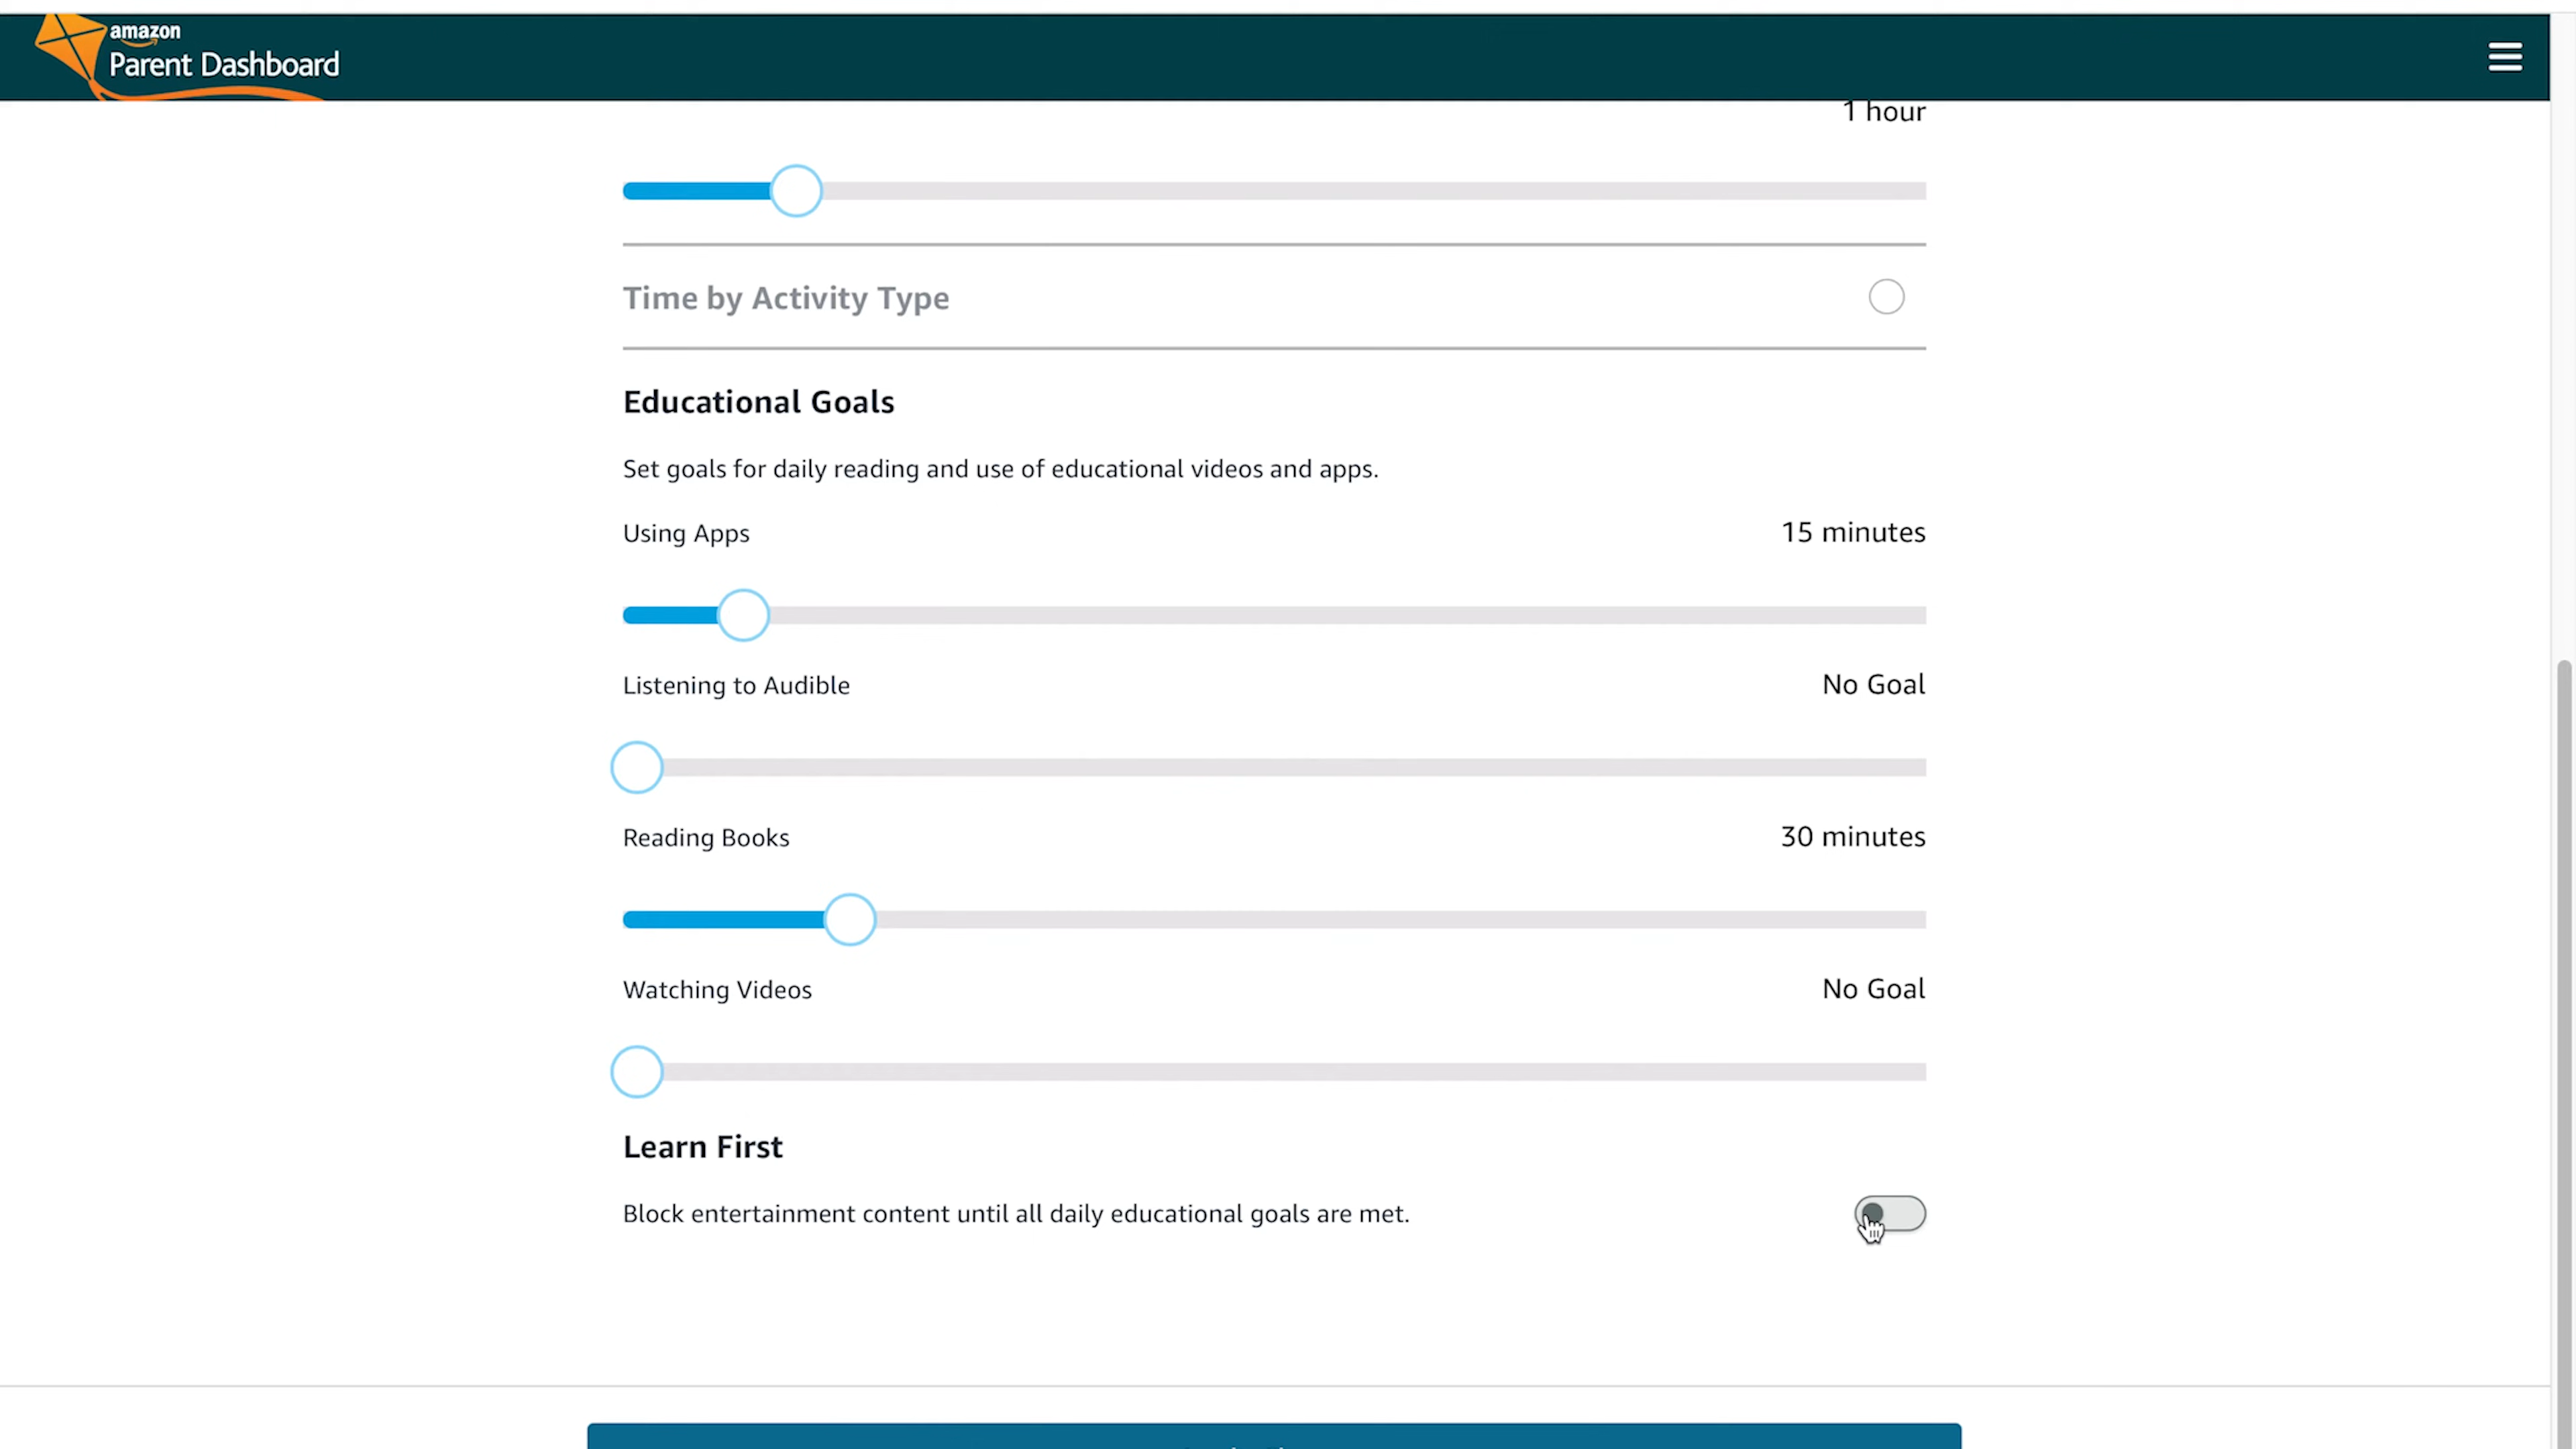 amazon
Parent Dashboard
1 hour
Time by Activity Type
Educational Goals
Set goals for daily reading and use of educational videos and apps.
Using Apps 15 minutes
Listening to Audible No Goal
Reading Books 30 minutes
Watching Videos No Goal
Learn First
Block entertainment content until all daily educational goals are met.